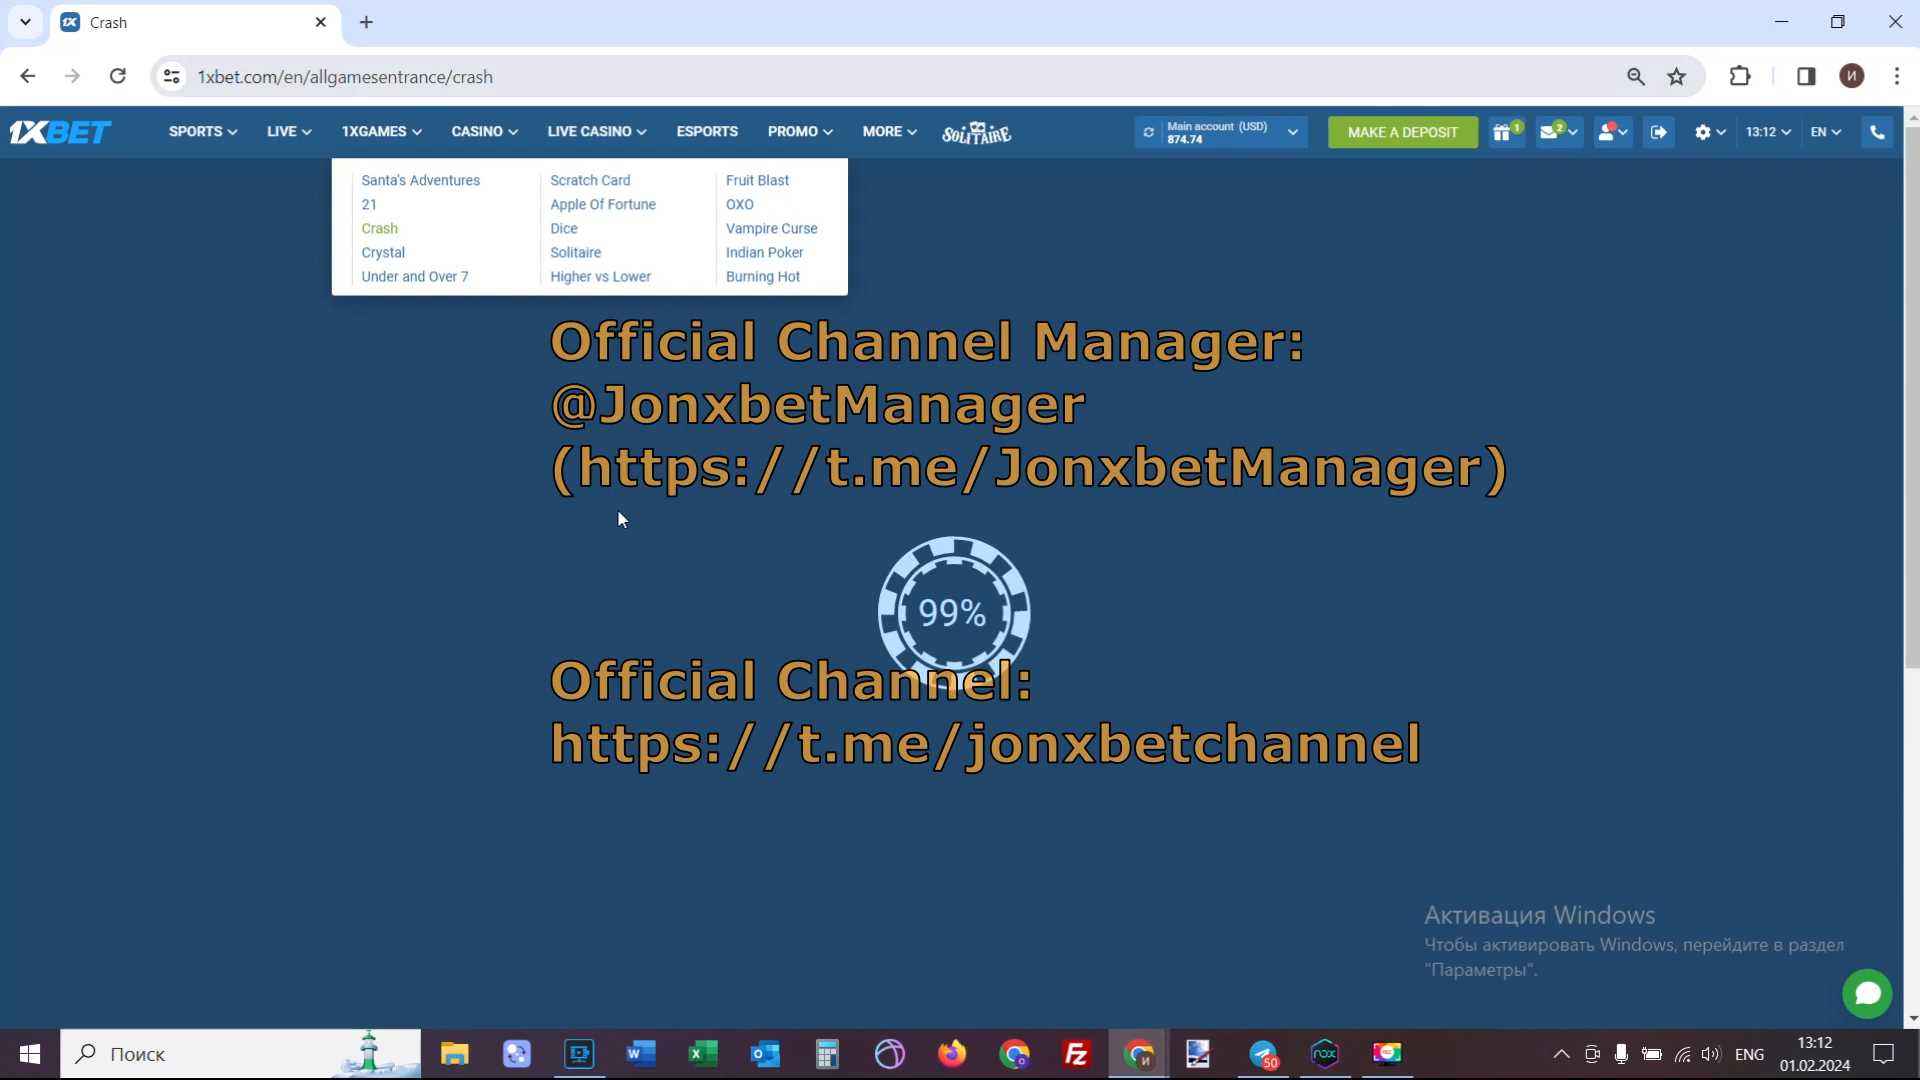 Crash
1xbet.com/en/allgamesentrance/crash
И
1XBET
SPORTS
LIVE
1XGAMES
CASINO
LIVE CASINO
ESPORTS
PROMO
MORE
SOLITAIRE
Main account (USD)
874.74
MAKE A DEPOSIT
1
2
13:12
EN
Santa's Adventures
Scratch Card
Fruit Blast
21
Apple Of Fortune
OXO
Crash
Dice
Vampire Curse
Crystal
Solitaire
Indian Poker
Under and Over 7
Higher vs Lower
Burning Hot
Official Channel Manager:
@JonxbetManager
(https://t.me/JonxbetManager)
99%
Official Channel:
https://t.me/jonxbetchannel
Активация Windows
Чтобы активировать Windows, перейдите в раздел
"Параметры".
Поиск
50
nox
ENG
13:12
01.02.2024